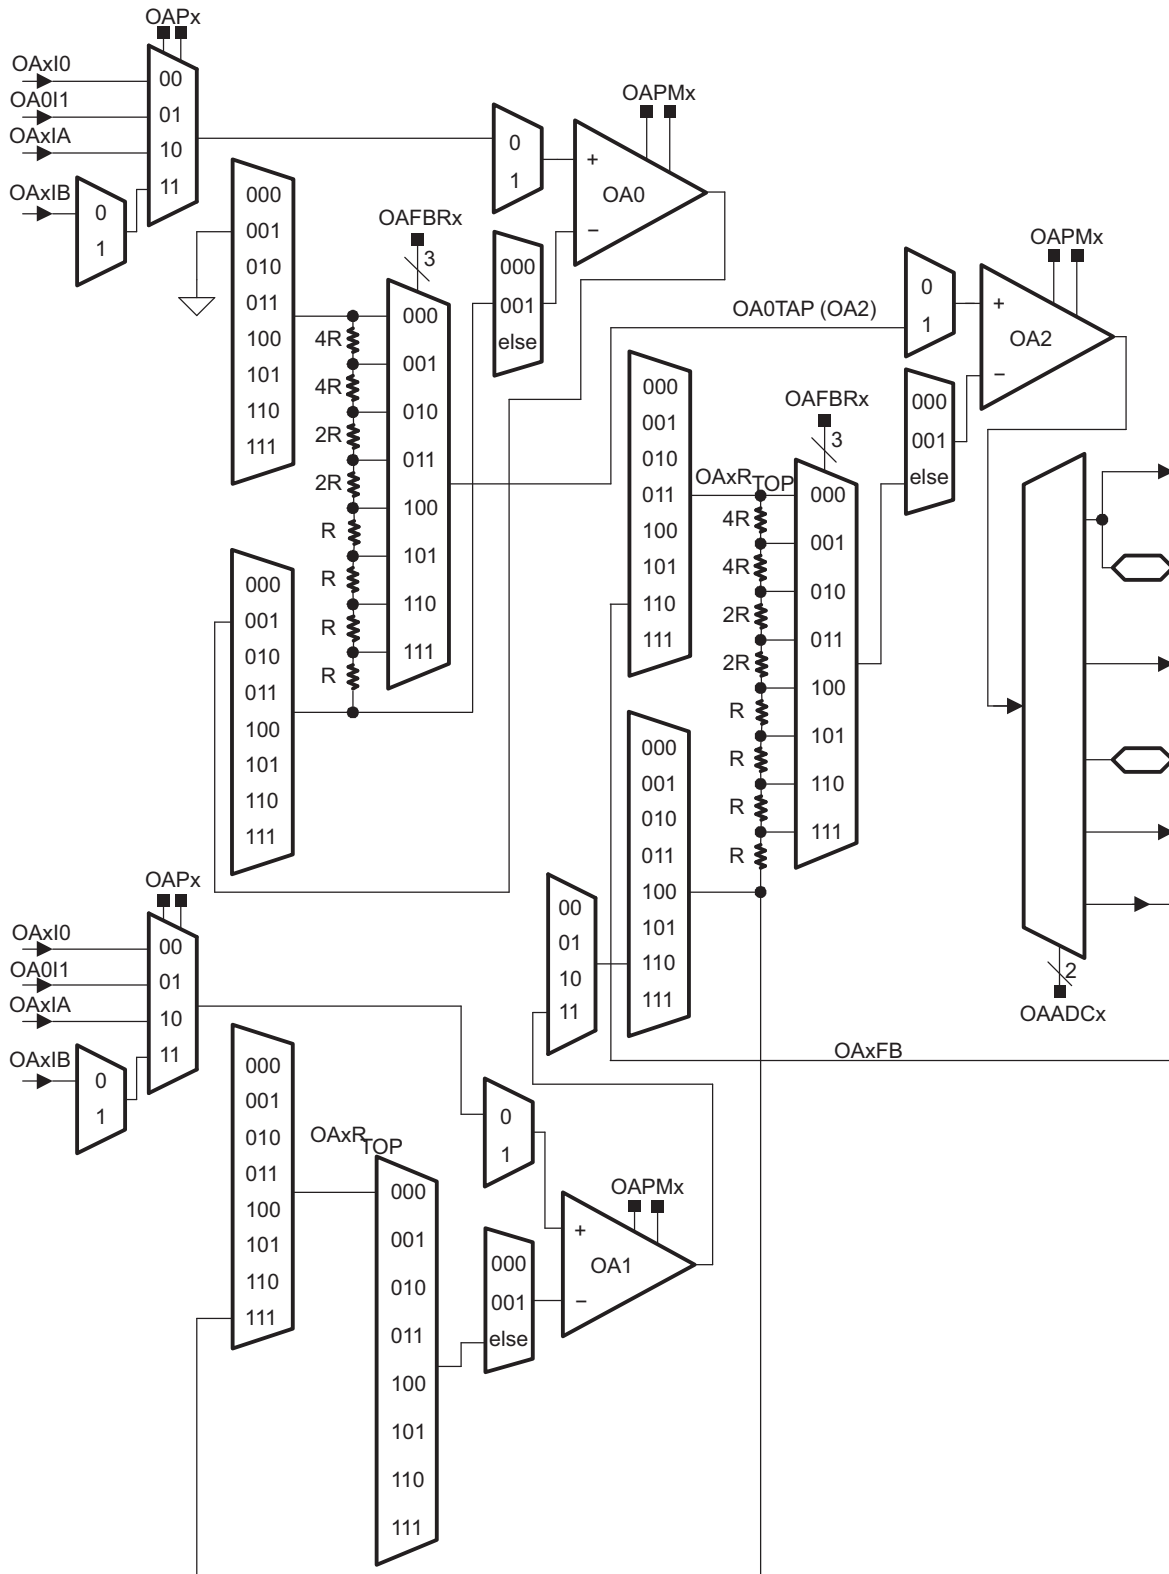 OAPx
OAxI0
OA0I1
OAxIA
OAxIB
00
01
10
11
0
1
000
001
010
011
100
101
110
111
OAFBRx
3
4R
4R
2R
2R
R
R
R
R
000
001
010
011
100
101
110
111
000
001
010
011
100
101
110
111
0
1
000
001
else
OAPMx
+
OA0
−
OA0TAP (OA2)
000
001
010
011
100
101
110
111
OAxRTOP
OAFBRx
3
4R
4R
2R
2R
R
R
R
R
000
001
010
011
100
101
110
111
0
1
000
001
else
OAPMx
+
OA2
−
00
01
10
11
000
001
010
011
100
101
110
111
2
OAADCx
OAxFB
OAPx
OAxI0
OA0I1
OAxIA
OAxIB
00
01
10
11
0
1
000
001
010
011
100
101
110
111
OAxRTOP
000
001
010
011
100
101
110
111
0
1
000
001
else
OAPMx
+
OA1
−